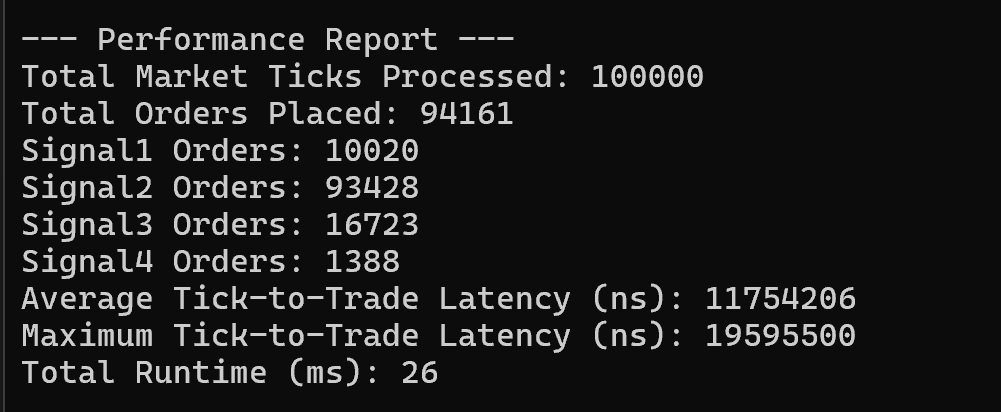 --- Performance Report ---
Total Market Ticks Processed: 100000
Total Orders Placed: 94161
Signal1 Orders: 10020
Signal2 Orders: 93428
Signal3 Orders: 16723
Signal4 Orders: 1388
Average Tick-to-Trade Latency (ns): 11754206
Maximum Tick-to-Trade Latency (ns): 19595500
Total Runtime (ms): 26